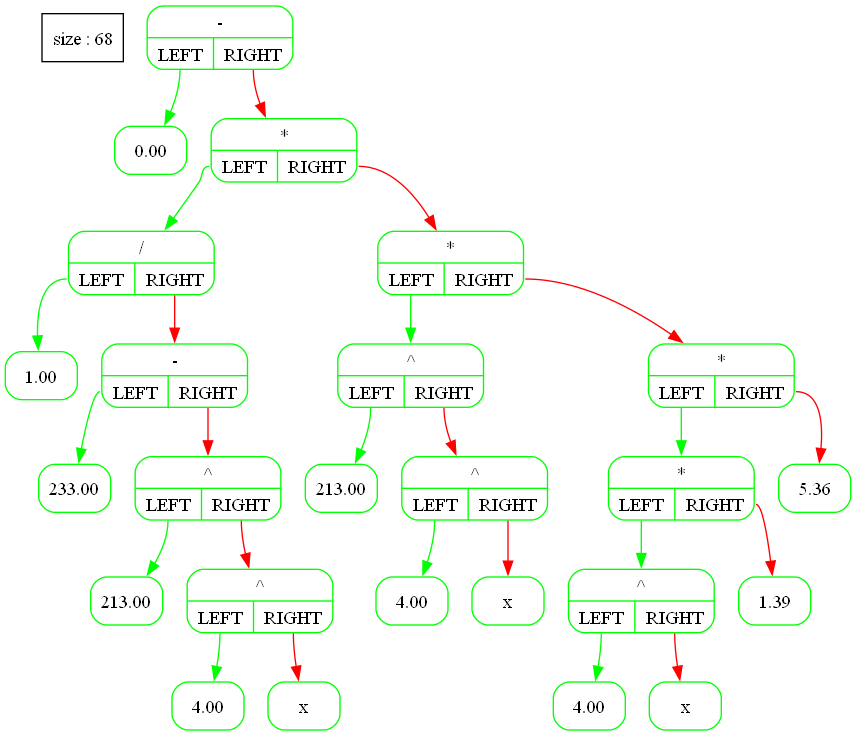 size : 68
-
LEFT RIGHT
0.00
*
LEFT RIGHT
/
LEFT RIGHT
*
LEFT RIGHT
1.00
-
LEFT RIGHT
^
LEFT RIGHT
*
LEFT RIGHT
233.00
^
LEFT RIGHT
213.00
^
LEFT RIGHT
*
LEFT RIGHT
5.36
213.00
^
LEFT RIGHT
4.00
x
^
LEFT RIGHT
1.39
4.00
x
4.00
x